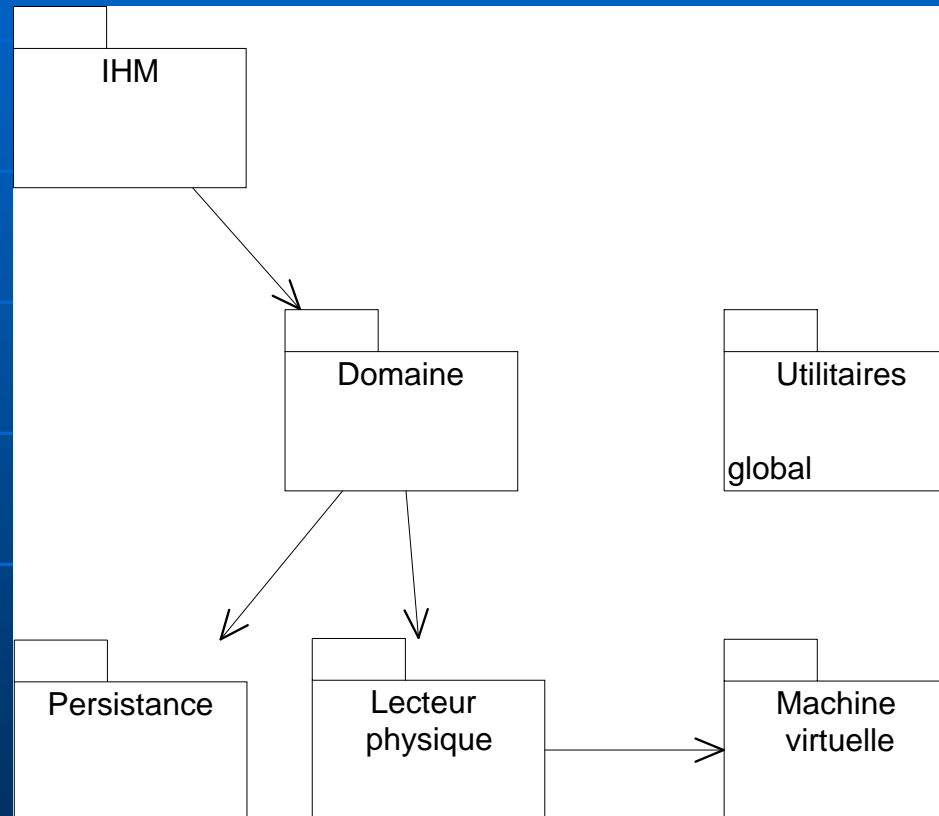 IHM
Domaine
Utilitaires
global
Persistance
Lecteur
physique
Machine
virtuelle